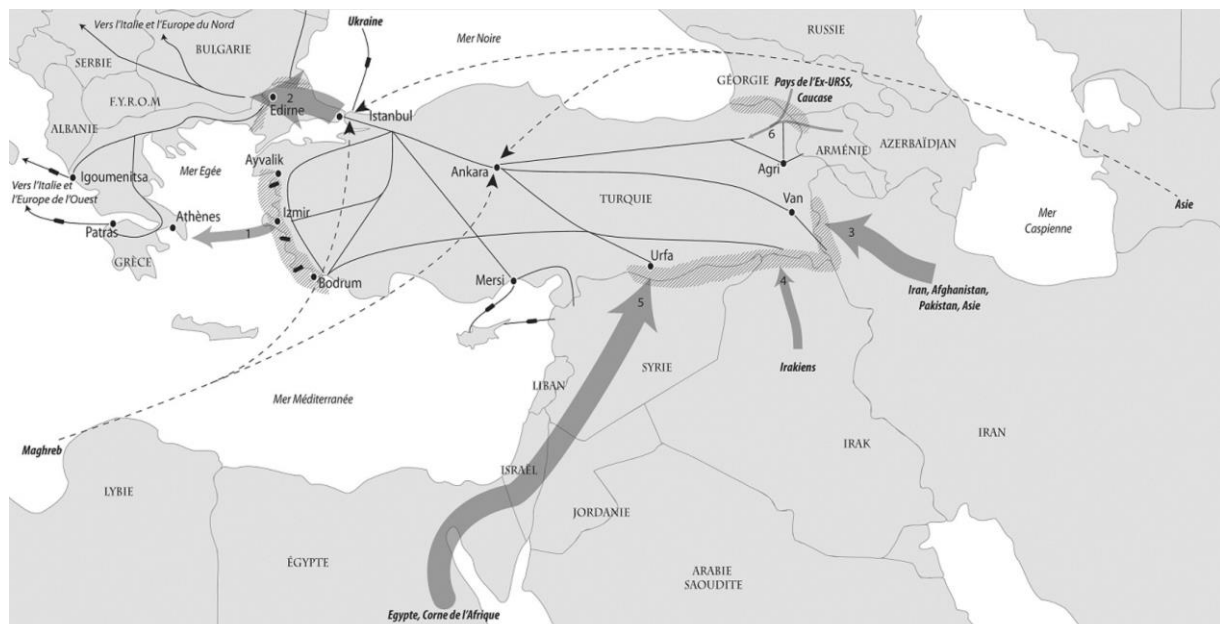 Vers l'Italie et l'Europe du Nord
BULGARIE
SERBIE
Ukraine
Mer Noire
RUSSIE
F.Y.R.O.M
ALBANIE
2
Edirne
Istanbul
GÉORGIE
Pays de l'Ex-URSS,
Caucase
6
ARMÉNIE
AZERBAÏDJAN
Igoumenitsa
Mer Egée
Ayvalik
Ankara
Agri
TURQUIE
Van
Asie
Mer
Caspienne
Vers l'Italie et
l'Europe de l'Ouest
Patras
Athènes
GRÈCE
1
Izmir
Bodrum
Mersi
Urfa
3
4
5
Iran, Afghanistan,
Pakistan, Asie
Irakiens
SYRIE
LIBAN
Mer Méditerranée
Maghreb
IRAK
IRAN
ISRAËL
JORDANIE
LYBIE
ÉGYPTE
ARABIE
SAOUDITE
Egypte, Corne de l'Afrique